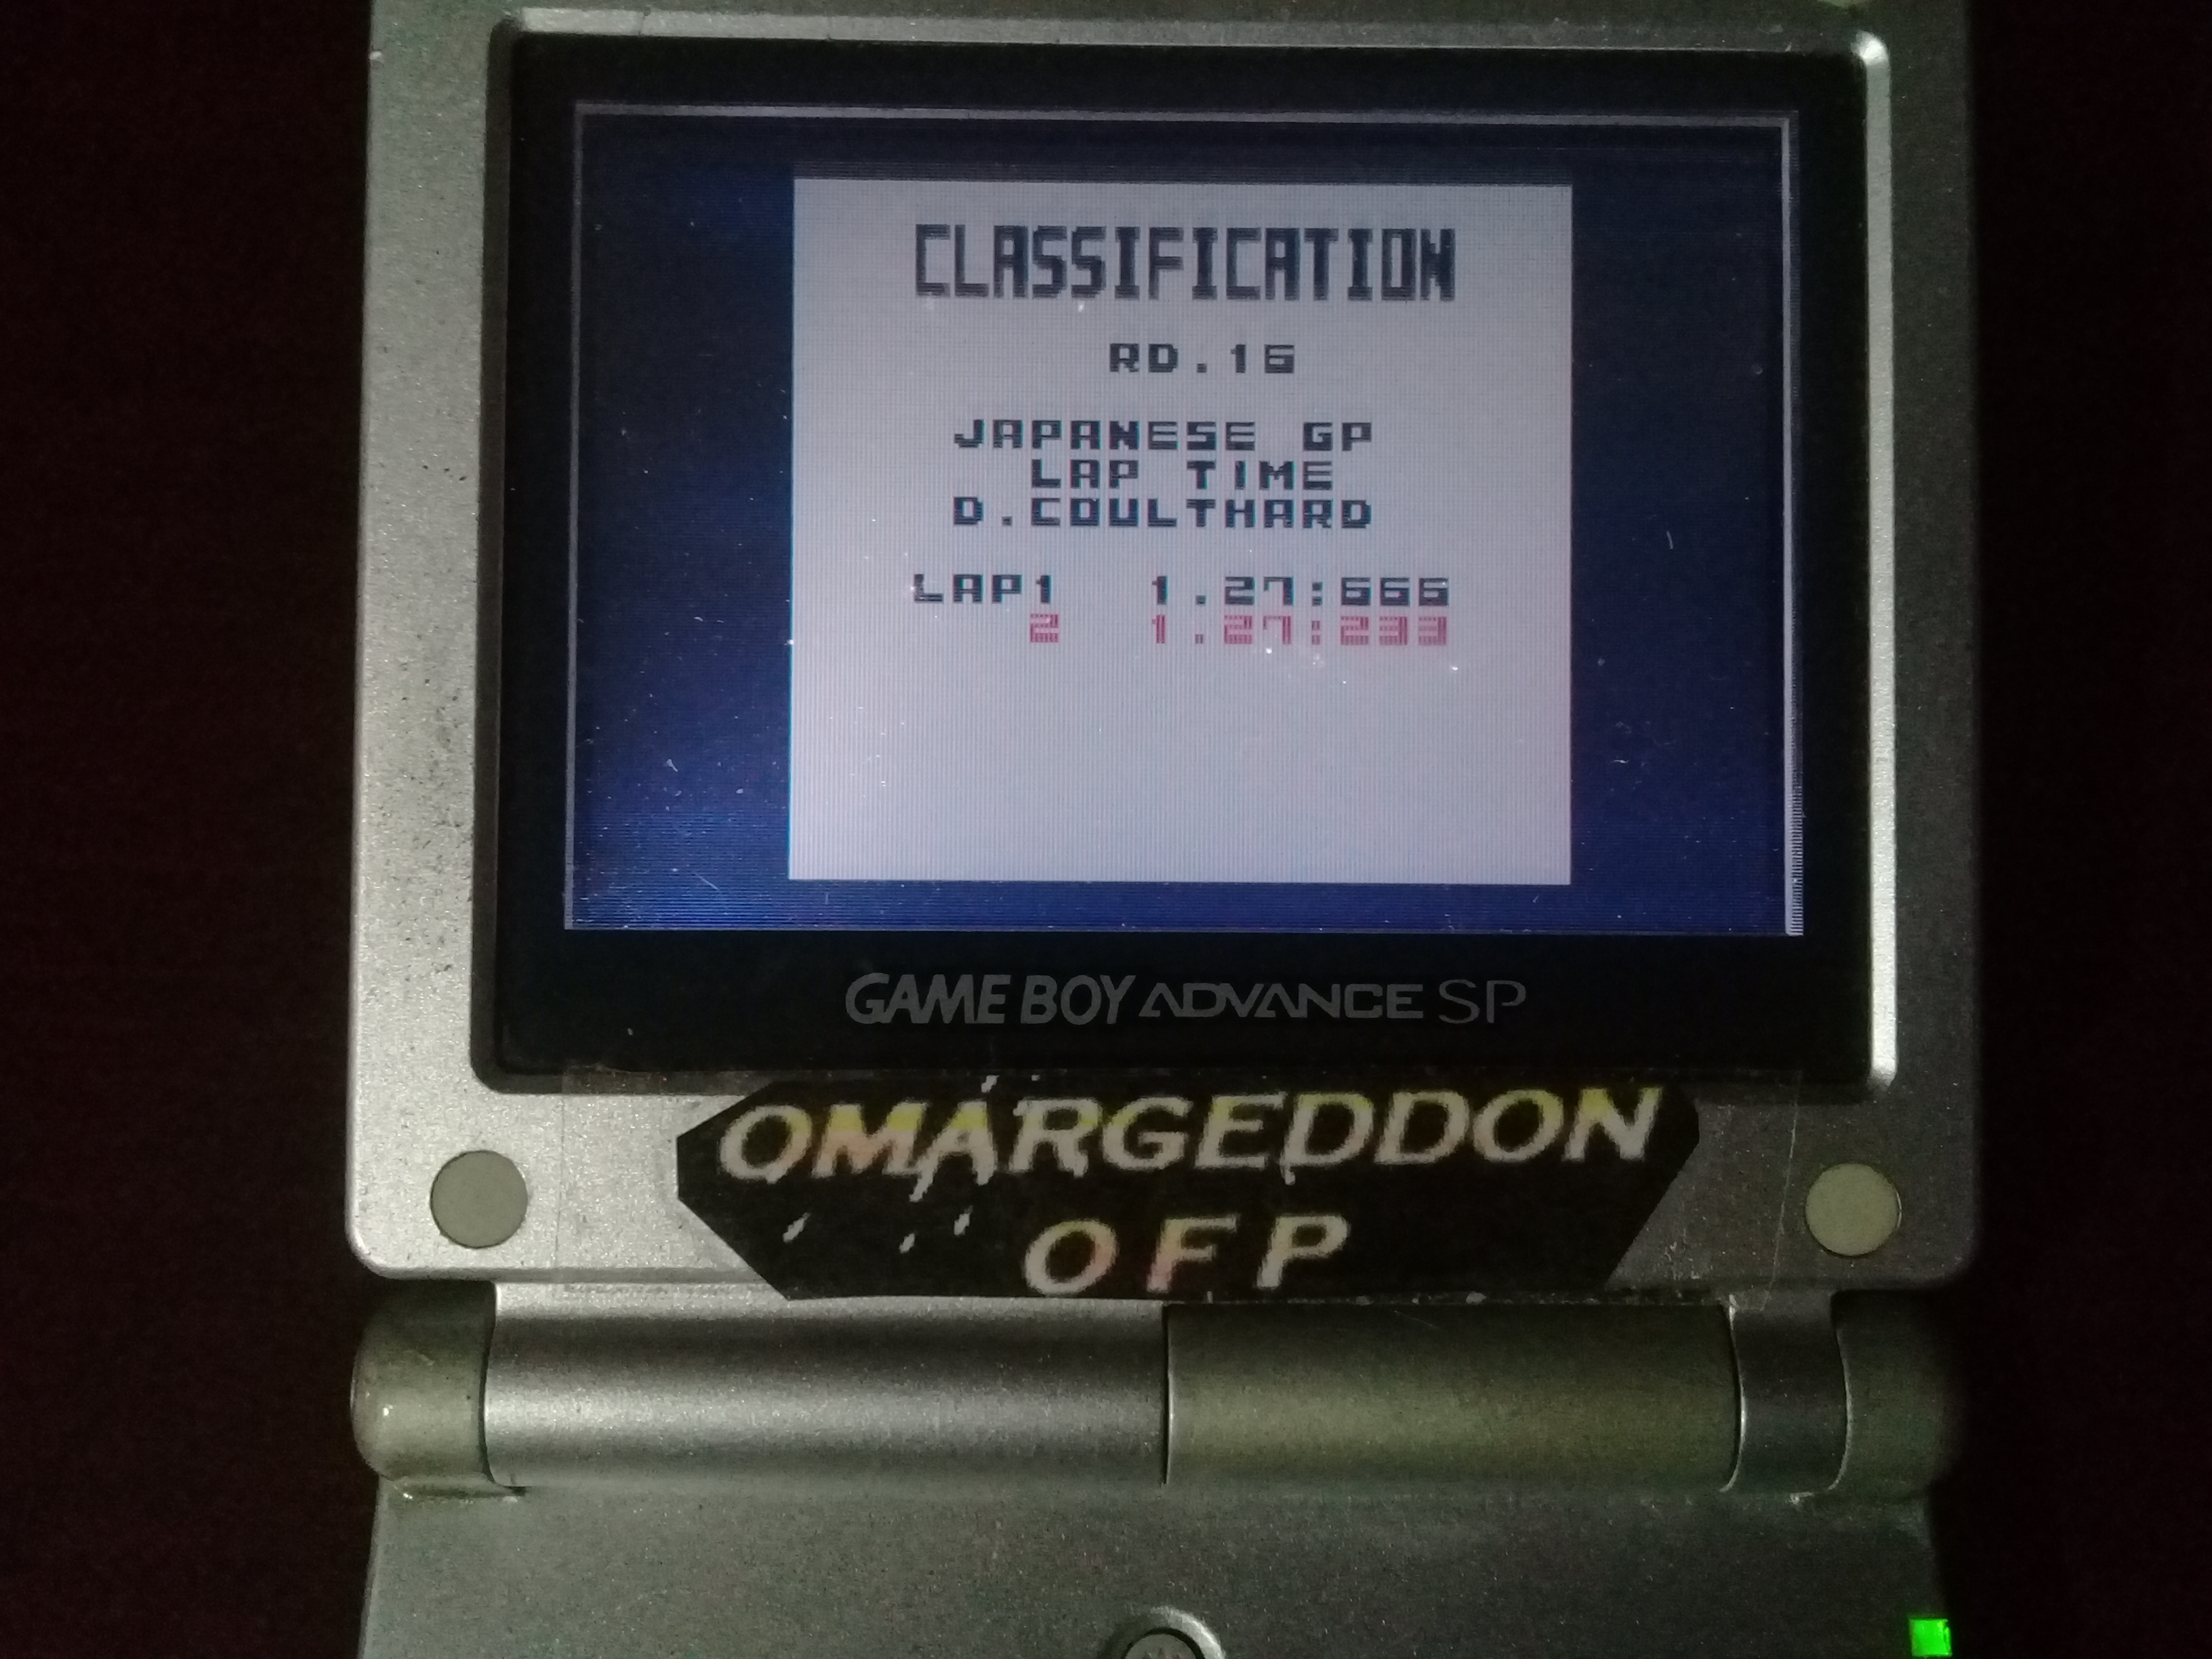 CLASSIFICATION
RD.16
JAPANESE GP
LAP TIME
D.COULTHARD
LAP1 1.27:666
2 1.27:233
GAME BOY ADVANCE SP
OMARGEDDON
OFP